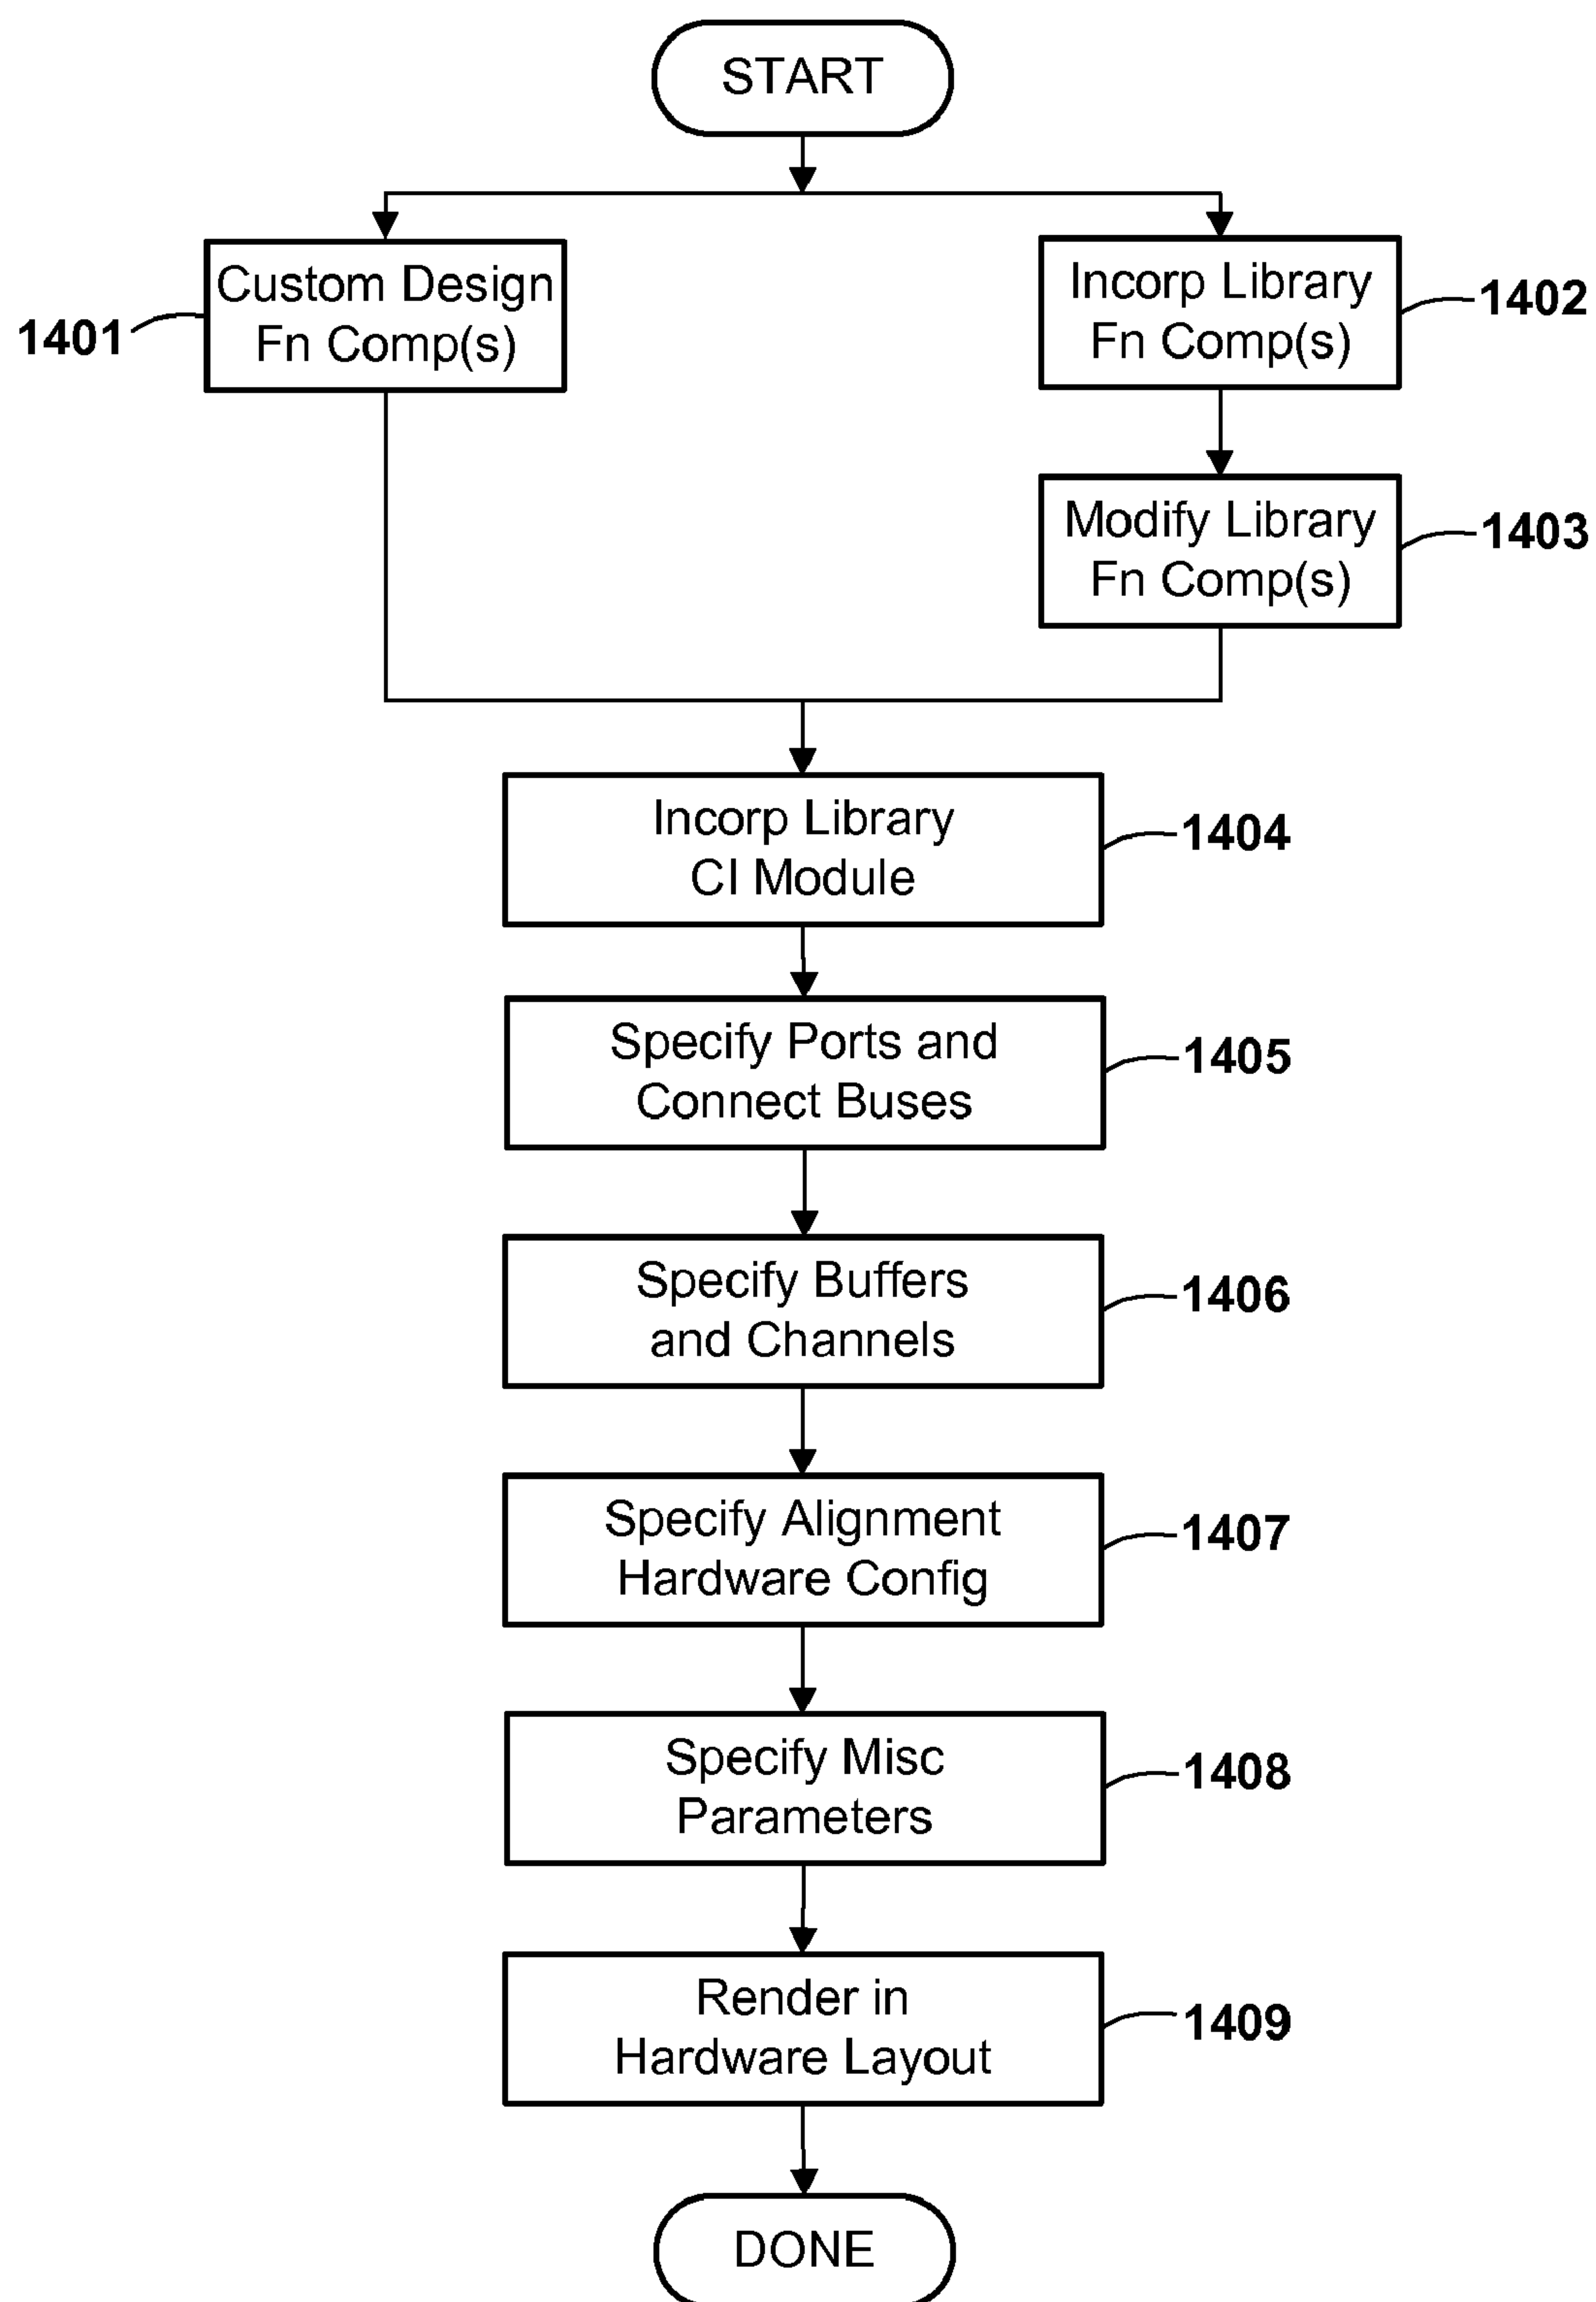 START
Custom Design
Fn Comp(s)
1401
Incorp Library
Fn Comp(s)
1402
Modify Library
Fn Comp(s)
1403
Incorp Library
CI Module
1404
Specify Ports and
Connect Buses
1405
Specify Buffers
and Channels
1406
Specify Alignment
Hardware Config
1407
Specify Misc
Parameters
1408
Render in
Hardware Layout
1409
DONE